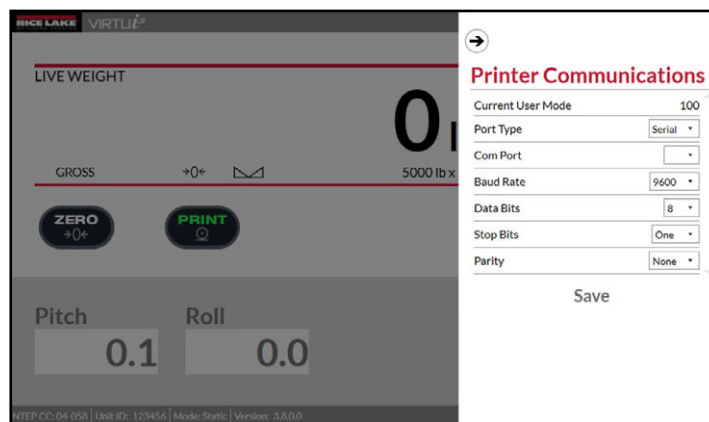 RICE LAKE VIRTUi³
LIVE WEIGHT
0
GROSS →0← 5000 lb x
ZERO
→0←
PRINT
Pitch Roll
0.1 0.0
NTEP CC: 04-058 Unit ID: 123456 Mode: Static Version: 3.8.0.0
Printer Communications
Current User Mode 100
Port Type Serial
Com Port
Baud Rate 9600
Data Bits 8
Stop Bits One
Parity None
Save